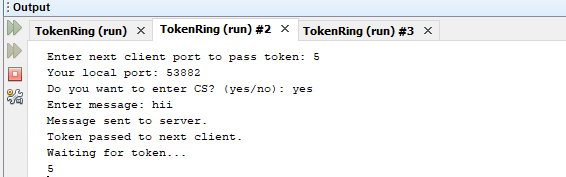 Output
TokenRing (run) × TokenRing (run) #2 × TokenRing (run) #3 ×
Enter next client port to pass token: 5
Your local port: 53882
Do you want to enter CS? (yes/no): yes
Enter message: hii
Message sent to server.
Token passed to next client.
Waiting for token...
5